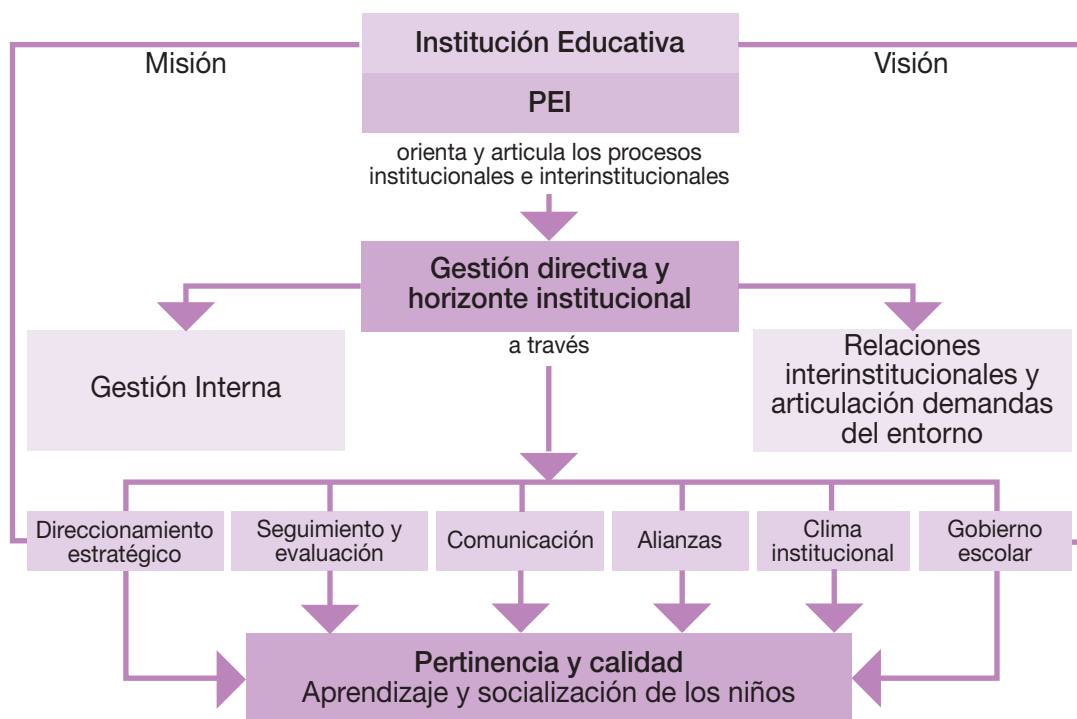 Institución Educativa
Misión
Visión
PEI
orienta y articula los procesos
institucionales e interinstitucionales
Gestión directiva y
horizonte institucional
a través
Gestión Interna
Relaciones
interinstitucionales y
articulación demandas
del entorno
Direccionamiento
estratégico
Seguimiento y
evaluación
Comunicación
Alianzas
Clima
institucional
Gobierno
escolar
Pertinencia y calidad
Aprendizaje y socialización de los niños